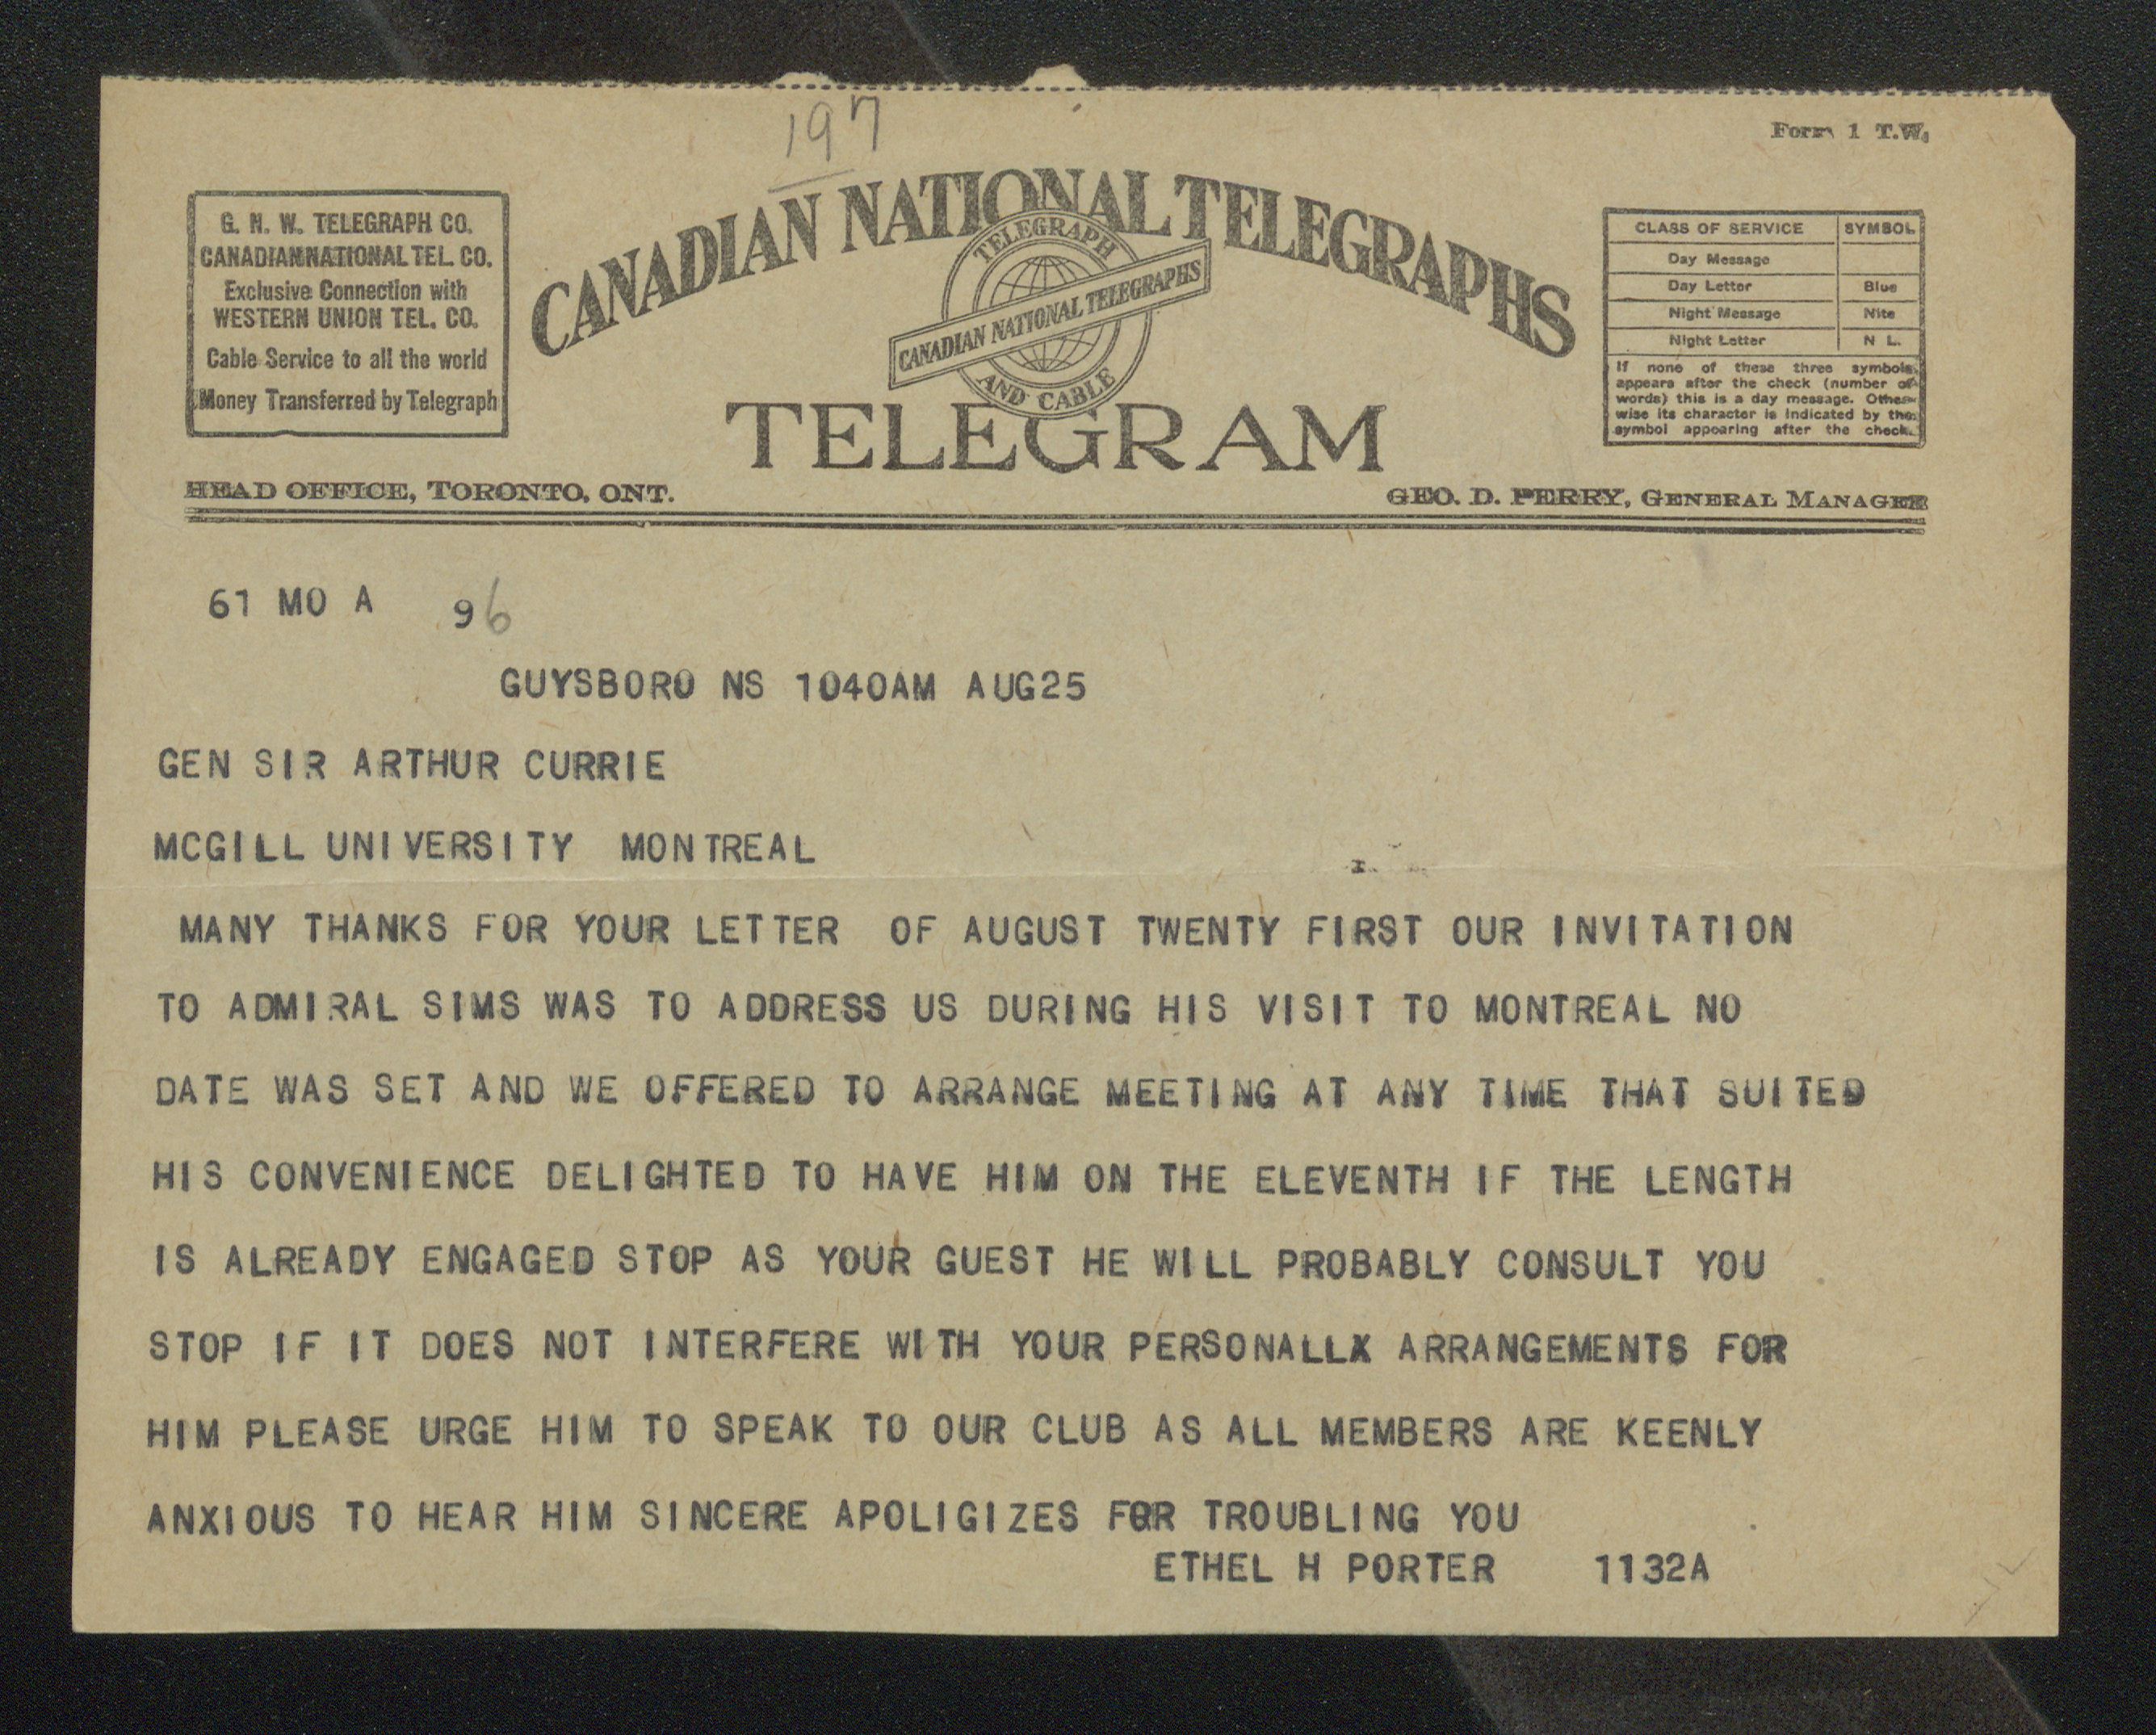 197
Form 1 T.W.
G. N. W. TELEGRAPH CO.
CANADIAN NATIONAL TEL. CO.
Exclusive Connection with
WESTERN UNION TEL. CO.
Cable Service to all the world
Money Transferred by Telegraph
CANADIAN NATIONAL TELEGRAPHS
TELEGRAPH
CANADIAN NATIONAL TELEGRAPHS
AND CABLE
TELEGRAM
CLASS OF SERVICE SYMBOL
Day Message
Day Letter Blue
Night Message Nite
Night Letter N L.
If none of these three symbols
appears after the check (number of
words) this is a day message. Other-
wise its character is indicated by the
symbol appearing after the check.
HEAD OFFICE, TORONTO, ONT.
GEO. D. PERRY, GENERAL MANAGER
61 MO A 96
GUYSBORO NS 1040AM AUG25
GEN SIR ARTHUR CURRIE
MCGILL UNIVERSITY MONTREAL
MANY THANKS FOR YOUR LETTER OF AUGUST TWENTY FIRST OUR INVITATION
TO ADMIRAL SIMS WAS TO ADDRESS US DURING HIS VISIT TO MONTREAL NO
DATE WAS SET AND WE OFFERED TO ARRANGE MEETING AT ANY TIME THAT SUITED
HIS CONVENIENCE DELIGHTED TO HAVE HIM ON THE ELEVENTH IF THE LENGTH
IS ALREADY ENGAGED STOP AS YOUR GUEST HE WILL PROBABLY CONSULT YOU
STOP IF IT DOES NOT INTERFERE WITH YOUR PERSONALLX ARRANGEMENTS FOR
HIM PLEASE URGE HIM TO SPEAK TO OUR CLUB AS ALL MEMBERS ARE KEENLY
ANXIOUS TO HEAR HIM SINCERE APOLIGIZES FOR TROUBLING YOU
ETHEL H PORTER 1132A